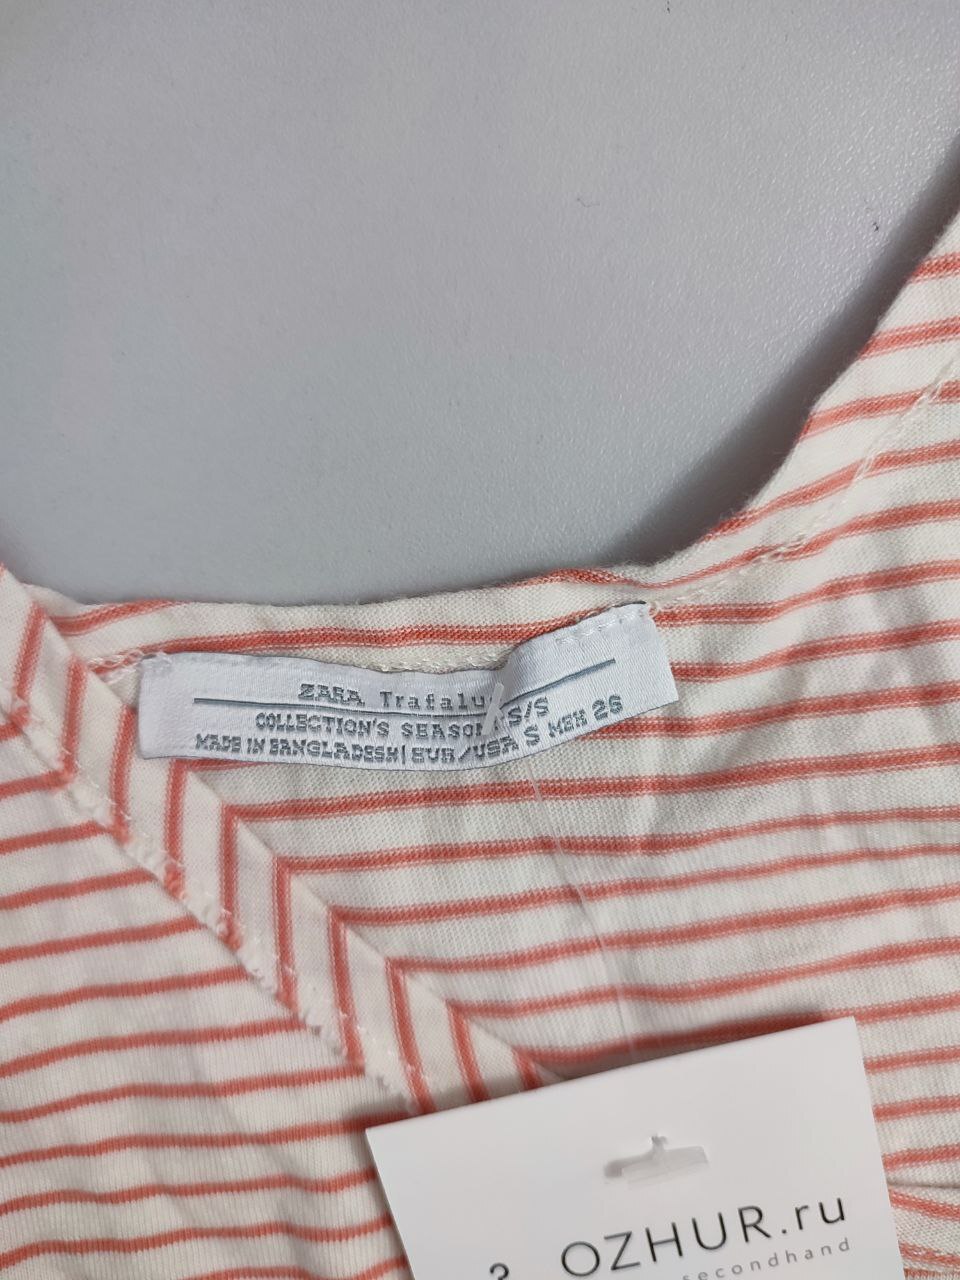 ZARA Trafalu
COLLECTION'S SEASON S/S
MADE IN BANGLADESH | EUR/USA S MEX 26
OZHUR.ru
secondhand